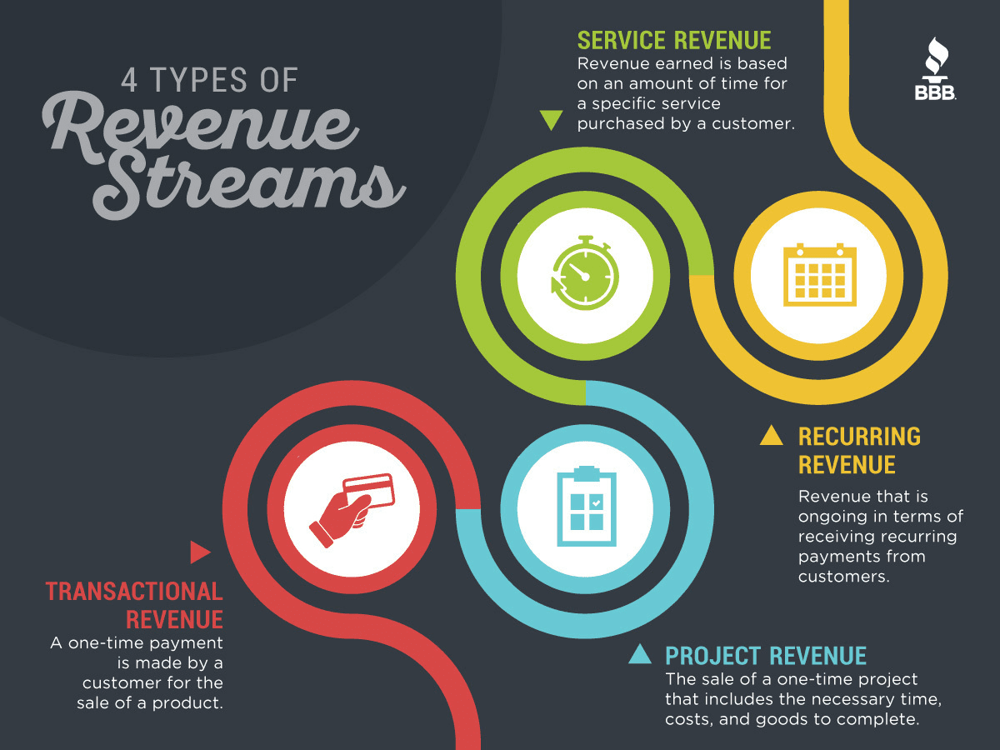 4 TYPES OF
Revenue
Streams
SERVICE REVENUE
Revenue earned is based
on an amount of time for
a specific service
purchased by a customer.
BBB.
RECURRING
REVENUE
Revenue that is
ongoing in terms of
receiving recurring
payments from
customers.
TRANSACTIONAL
REVENUE
A one-time payment
is made by a
customer for the
sale of a product.
PROJECT REVENUE
The sale of a one-time project
that includes the necessary time,
costs, and goods to complete.